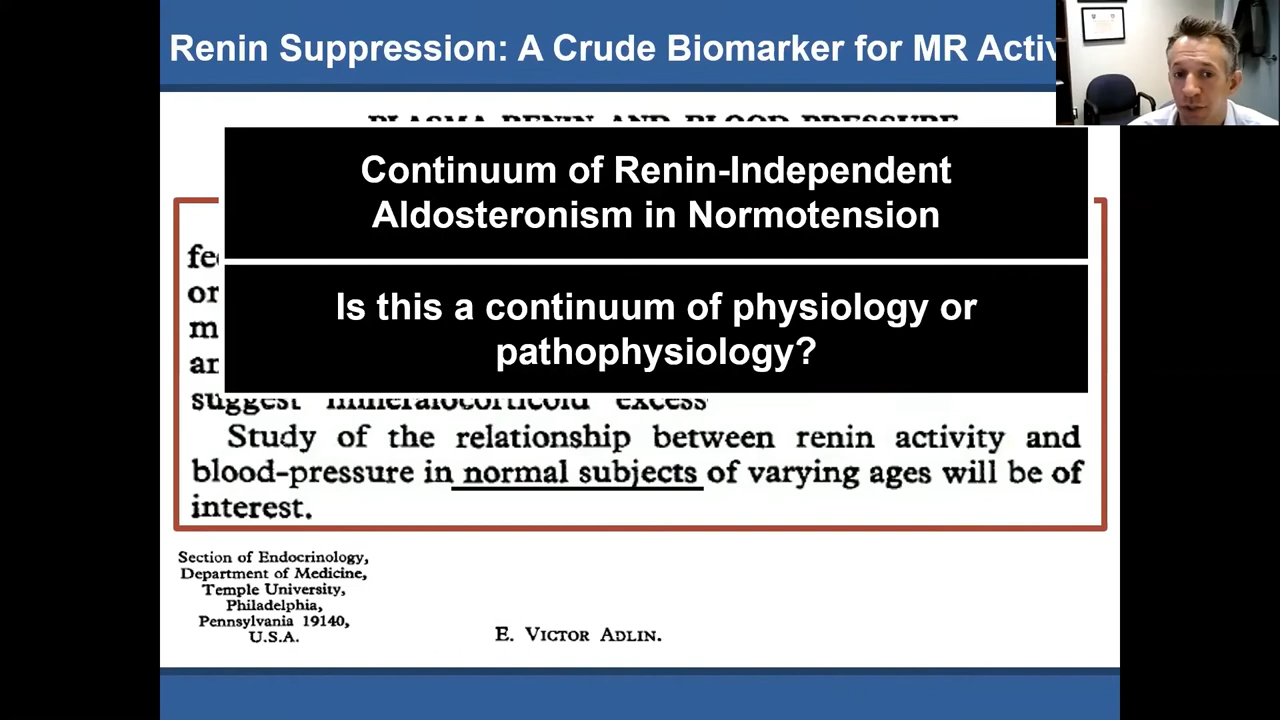 Renin Suppression: A Crude Biomarker for MR Activ
PLASMA RENIN AND BLOOD PRESSURE
Continuum of Renin-Independent
Aldosteronism in Normotension
Is this a continuum of physiology or
pathophysiology?
suggest mineralocorticoid excess
Study of the relationship between renin activity and
blood-pressure in normal subjects of varying ages will be of
interest.
Section of Endocrinology,
Department of Medicine,
Temple University,
Philadelphia,
Pennsylvania 19140,
U.S.A.
E. VICTOR ADLIN.